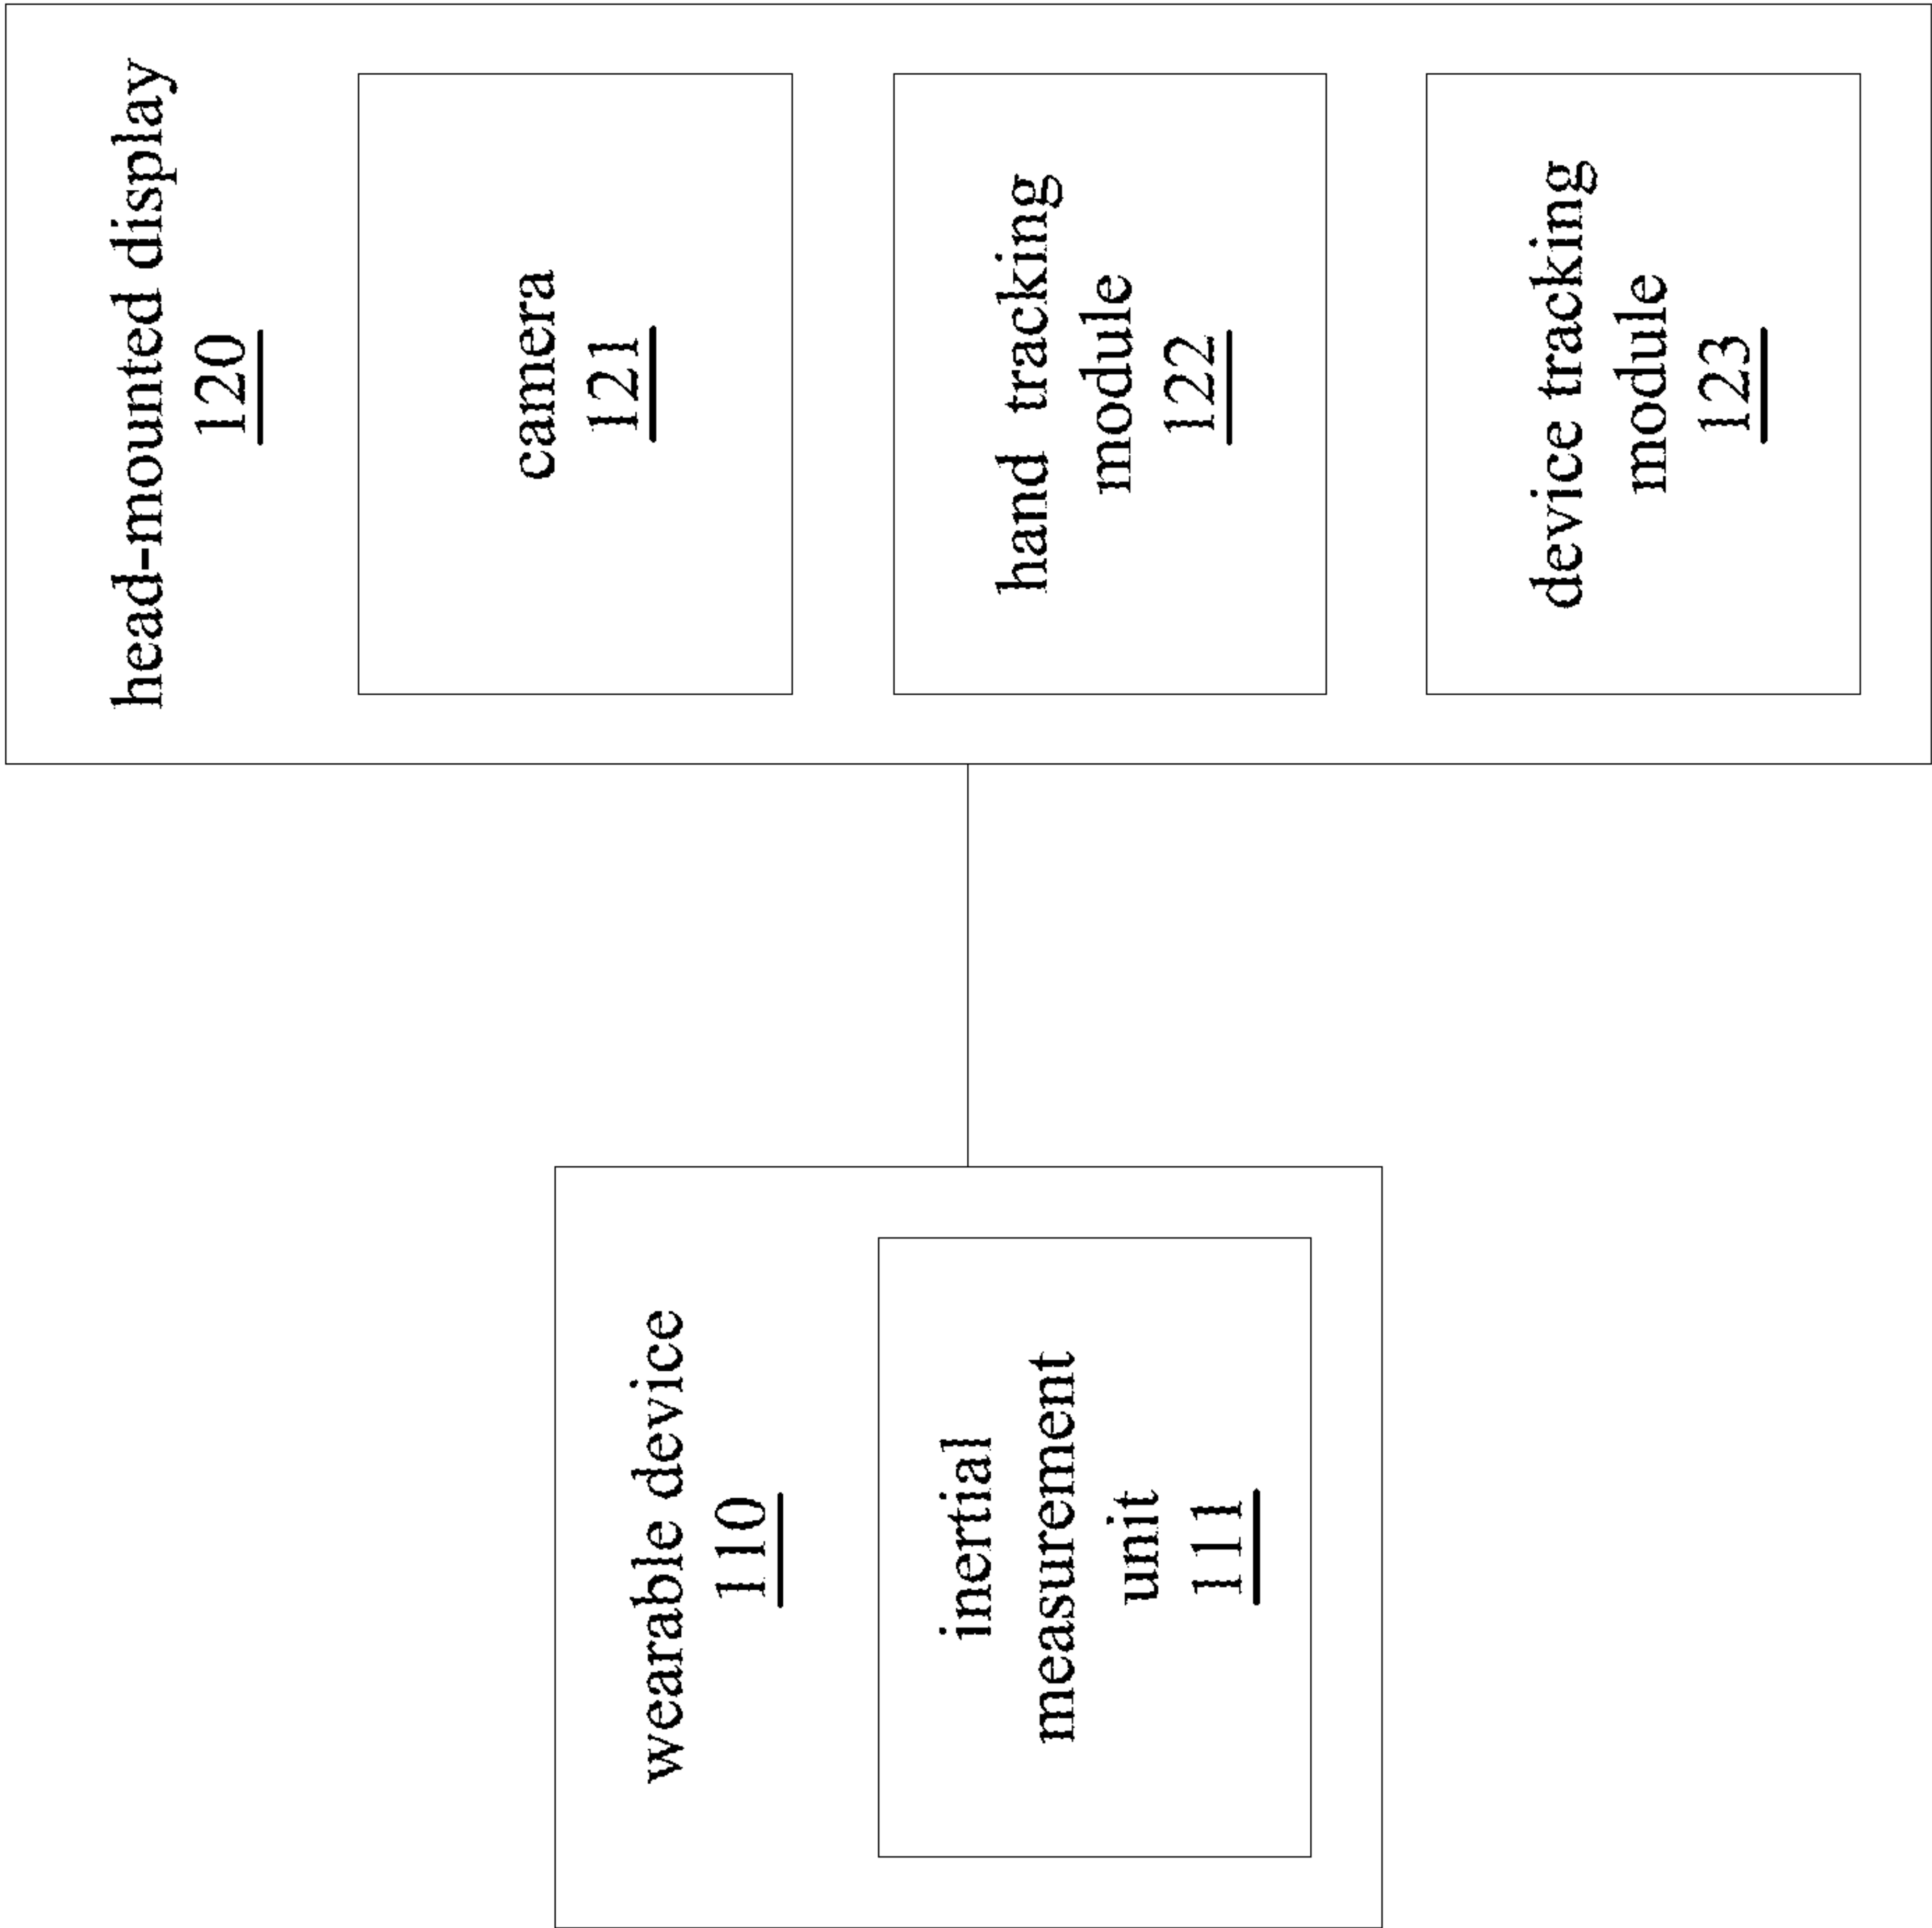 wearable device
110
inertial
measurement
unit
111
head-mounted display
120
camera
121
hand tracking
module
122
device tracking
module
123